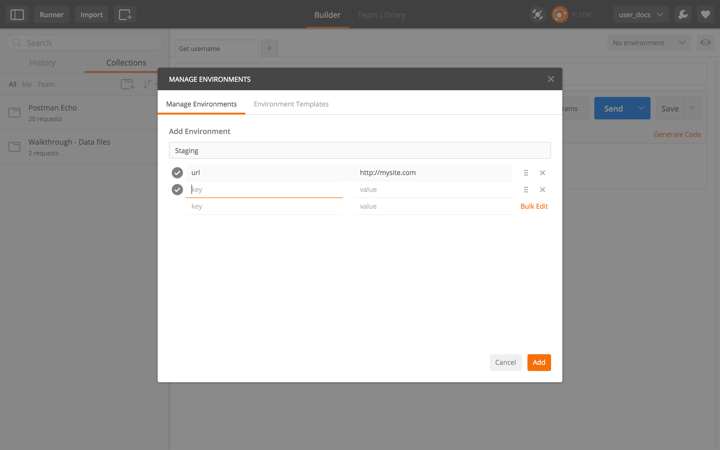 Runner Import Builder Team Library user_docs
Search
History Collections
Get username +
No environment
All Me Team
Postman Echo
20 requests
Walkthrough - Data files
2 requests
Send Save
Generate Code
MANAGE ENVIRONMENTS
Manage Environments Environment Templates
Add Environment
Staging
url http://mysite.com
key value
key value
Bulk Edit
Cancel Add